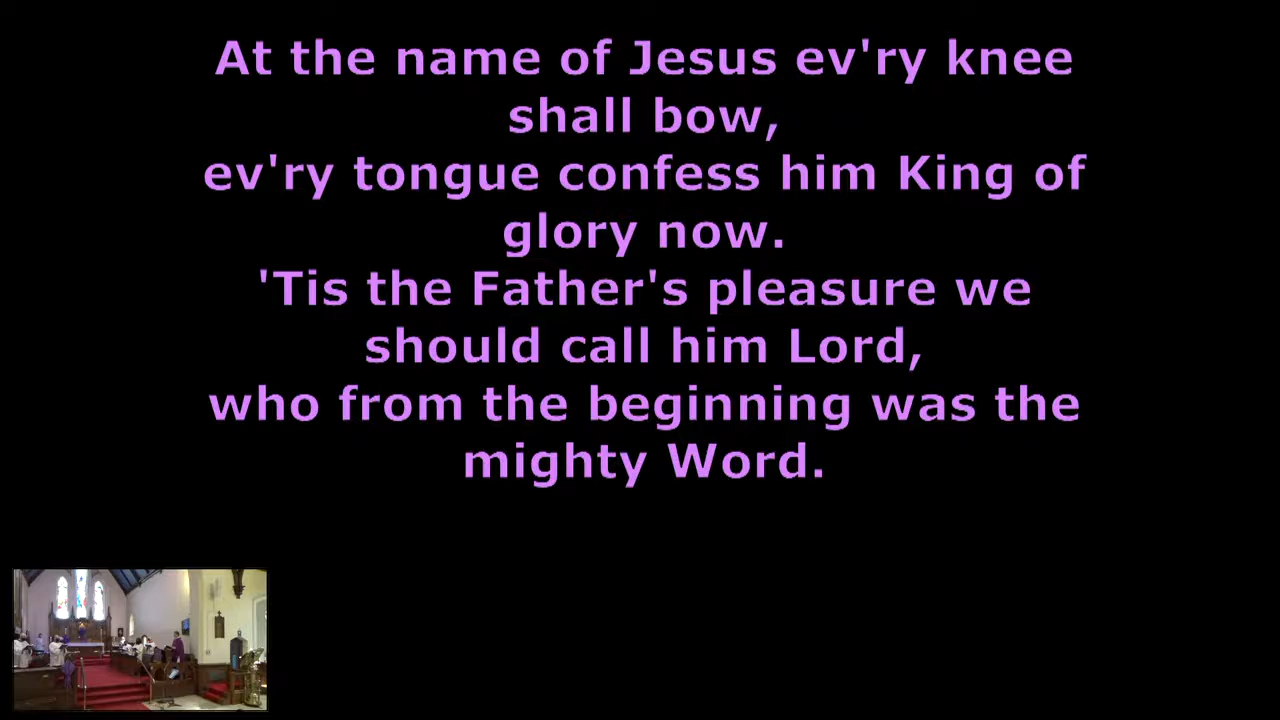 At the name of Jesus ev'ry knee
shall bow,
ev'ry tongue confess him King of
glory now.
'Tis the Father's pleasure we
should call him Lord,
who from the beginning was the
mighty Word.